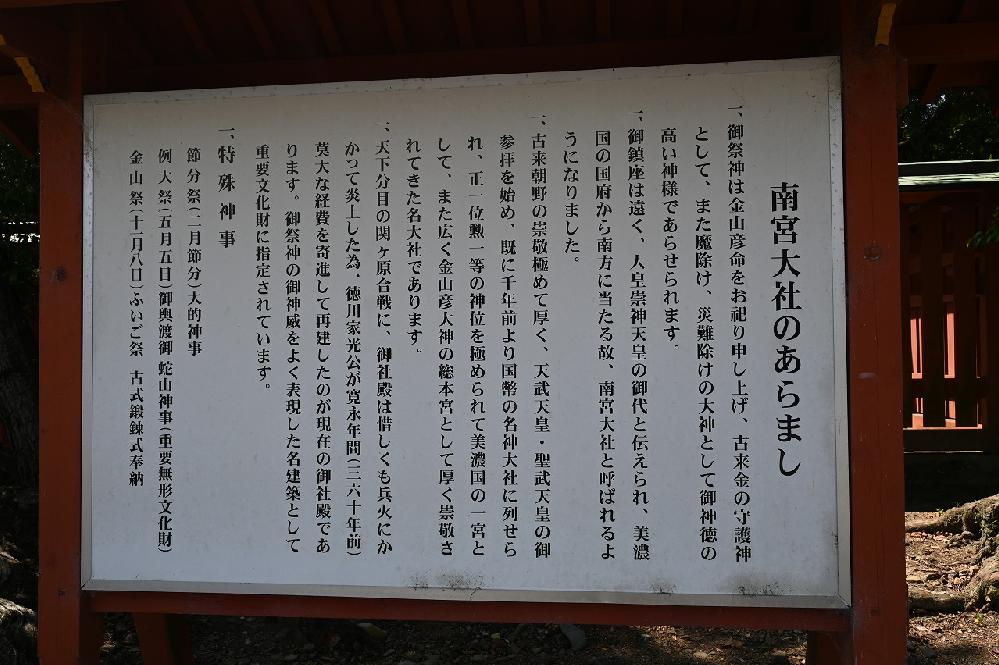 南宮大社のあらまし
一、御祭神は金山彦命をお祀り申し上げ、古来金の守護神
として、また魔除け、災難除けの大神として御神徳の
高い神様であらせられます。
一、御鎮座は遠く、人皇崇神天皇の御代と伝えられ、美濃
国の国府から南方に当たる故、南宮大社と呼ばれるよ
うになりました。
一、古来朝野の崇敬極めて厚く、天武天皇・聖武天皇の御
参拝を始め、既に千年前より国幣の名神大社に列せら
れ、正一位勲一等の神位を極められて美濃国の一宮と
して、また広く金山彦大神の総本宮として厚く崇敬さ
れてきた名大社であります。
一、天下分目の関ヶ原合戦に、御社殿は惜しくも兵火にか
かって炎上した為、徳川家光公が寛永年間(三六十年前)
莫大な経費を寄進して再建したのが現在の御社殿であ
ります。御祭神の御神威をよく表現した名建築として
重要文化財に指定されています。
一、特殊神事
節分祭(二月節分)大的神事
例大祭(五月五日)御輿渡御 蛇山神事(重要無形文化財)
金山祭(十一月八日)ふいご祭 古式鍛錬式奉納